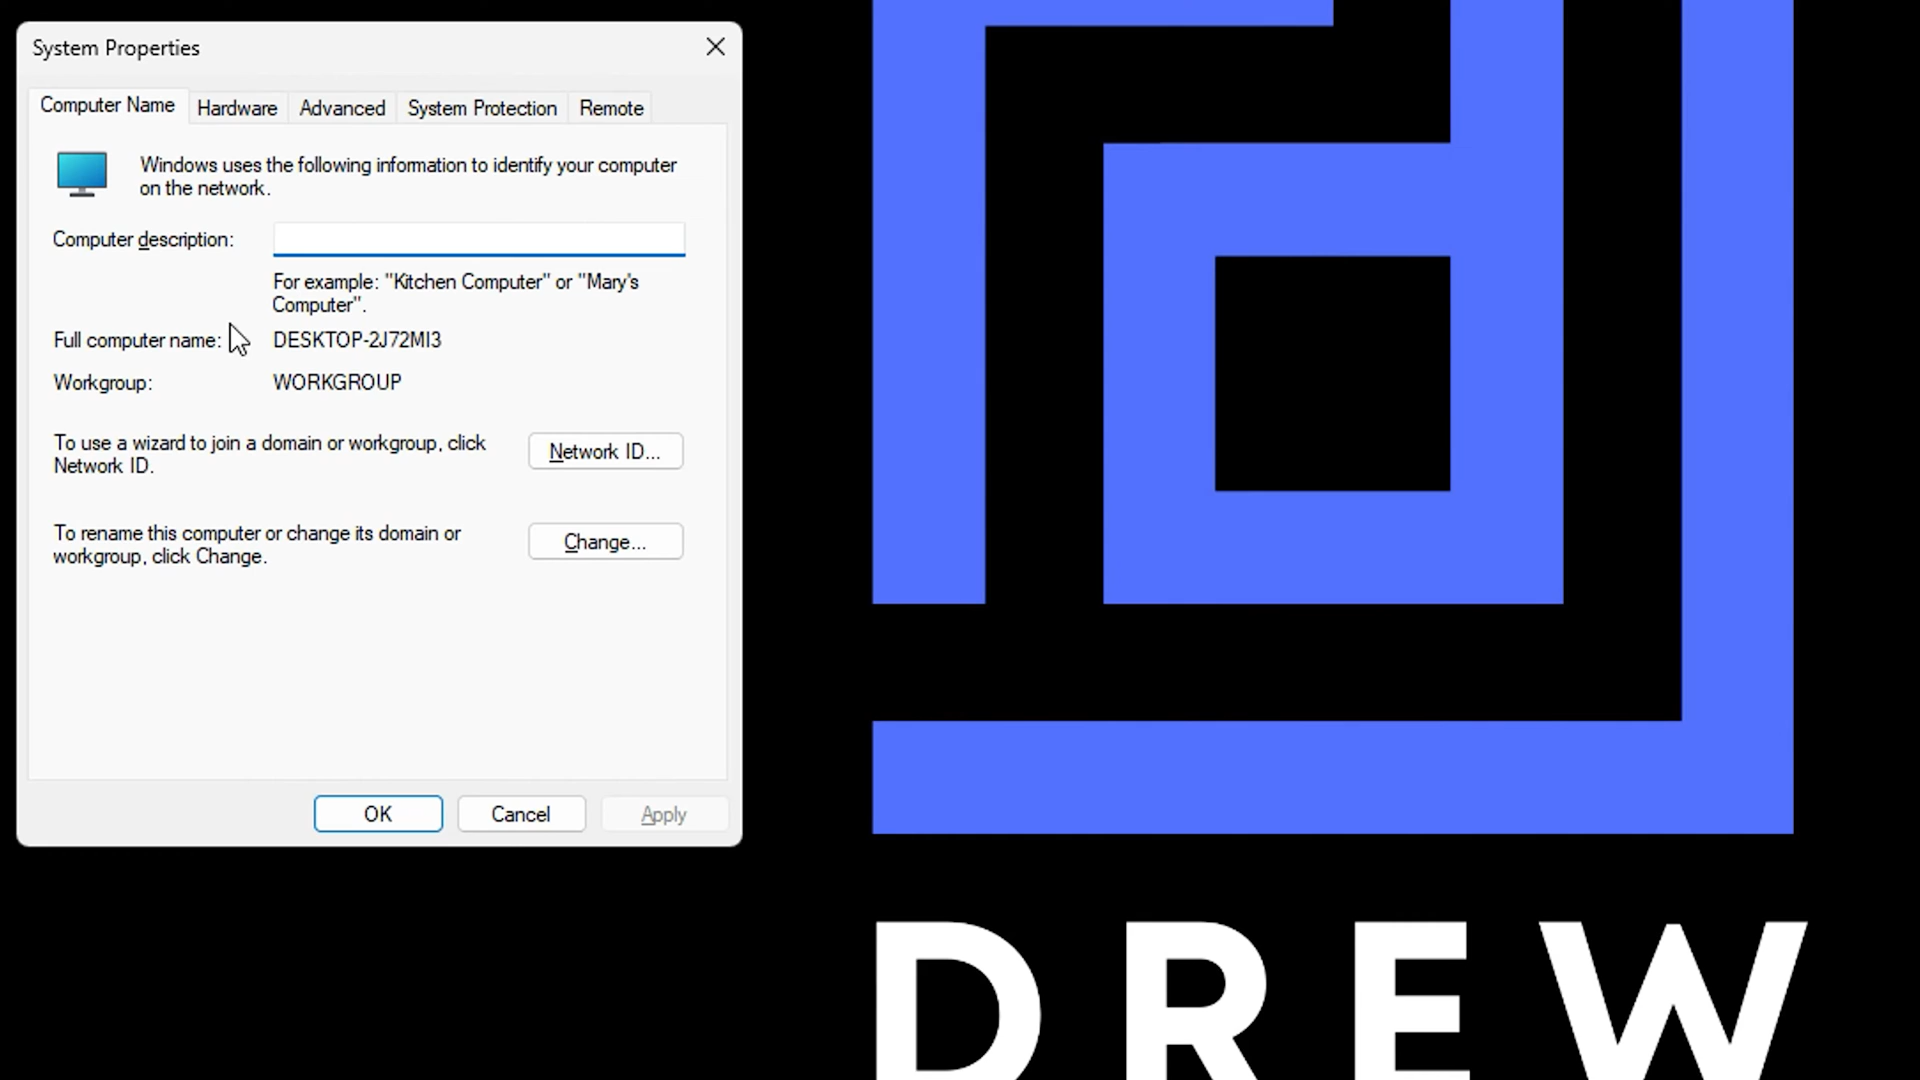 System Properties
Computer Name Hardware Advanced System Protection Remote
Windows uses the following information to identify your computer
on the network.
Computer description:
For example: "Kitchen Computer" or "Mary's
Computer".
Full computer name: DESKTOP-2J72MI3
Workgroup: WORKGROUP
To use a wizard to join a domain or workgroup, click
Network ID.
Network ID...
To rename this computer or change its domain or
workgroup, click Change.
Change...
OK Cancel Apply
DREW